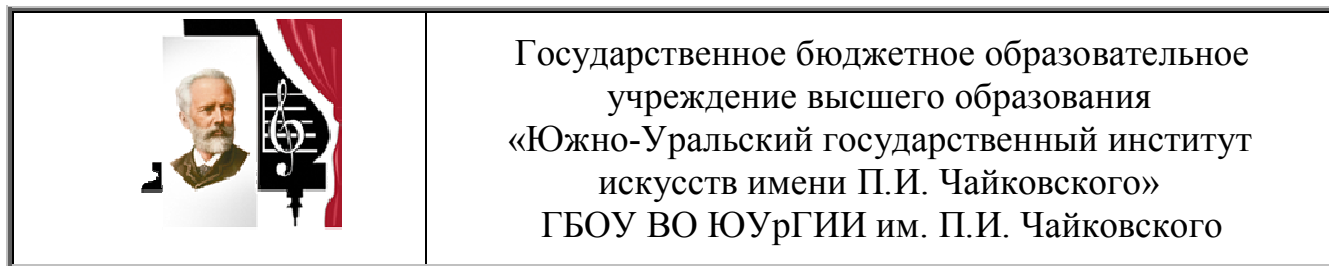 Государственное бюджетное образовательное
учреждение высшего образования
«Южно-Уральский государственный институт
искусств имени П.И. Чайковского»
ГБОУ ВО ЮУрГИИ им. П.И. Чайковского